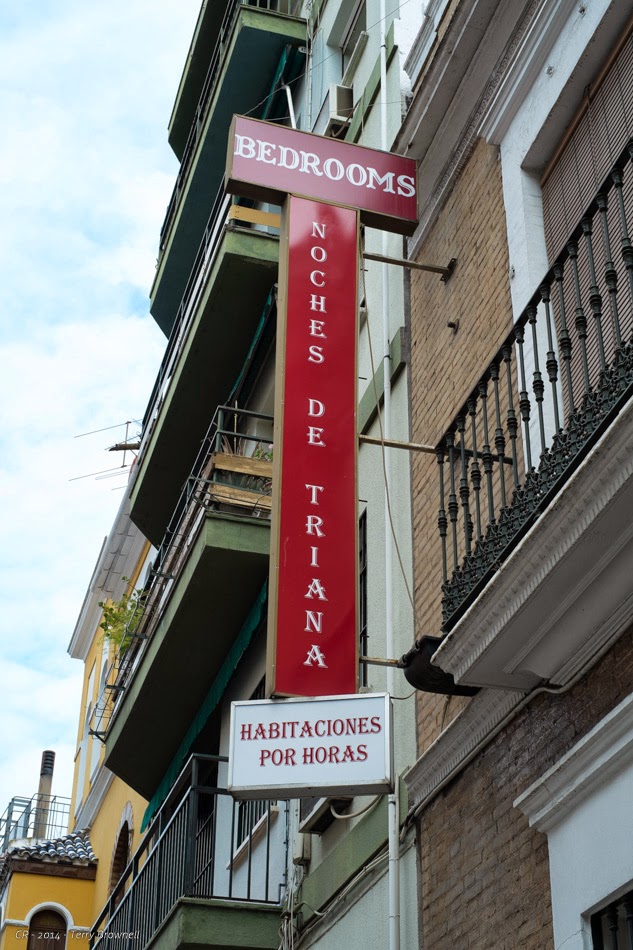 BEDROOMS
NOCHES DE TRIANA
HABITACIONES
POR HORAS
CR - 2014 - Terry Brownell